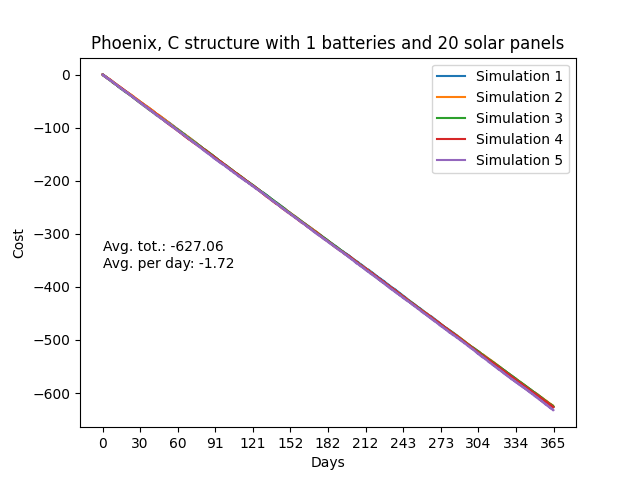 Phoenix, C structure with 1 batteries and 20 solar panels
Simulation 1
Simulation 2
Simulation 3
Simulation 4
Simulation 5
0
−100
−200
−300
−400
−500
−600
Cost
Avg. tot.: -627.06
Avg. per day: -1.72
0 30 60 91 121 152 182 212 243 273 304 334 365
Days